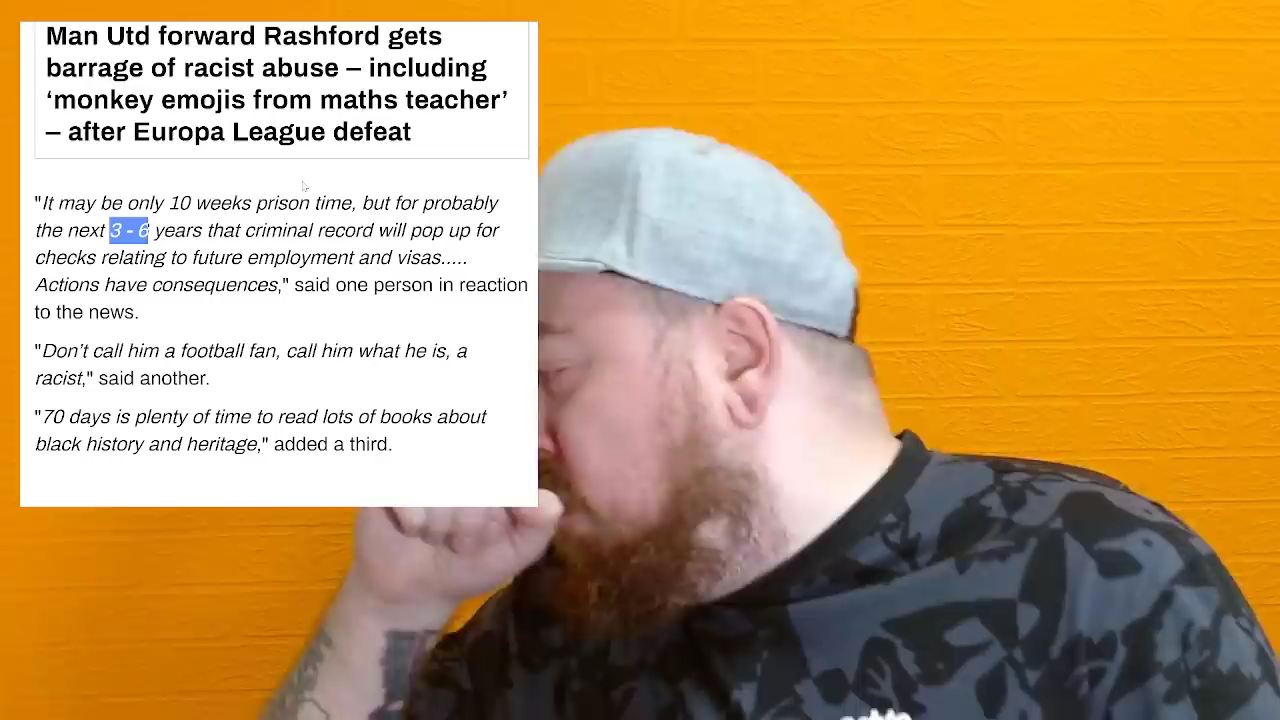 Man Utd forward Rashford gets
barrage of racist abuse – including
‘monkey emojis from maths teacher’
– after Europa League defeat
"It may be only 10 weeks prison time, but for probably
the next 3 - 6 years that criminal record will pop up for
checks relating to future employment and visas.....
Actions have consequences," said one person in reaction
to the news.
"Don’t call him a football fan, call him what he is, a
racist," said another.
"70 days is plenty of time to read lots of books about
black history and heritage," added a third.